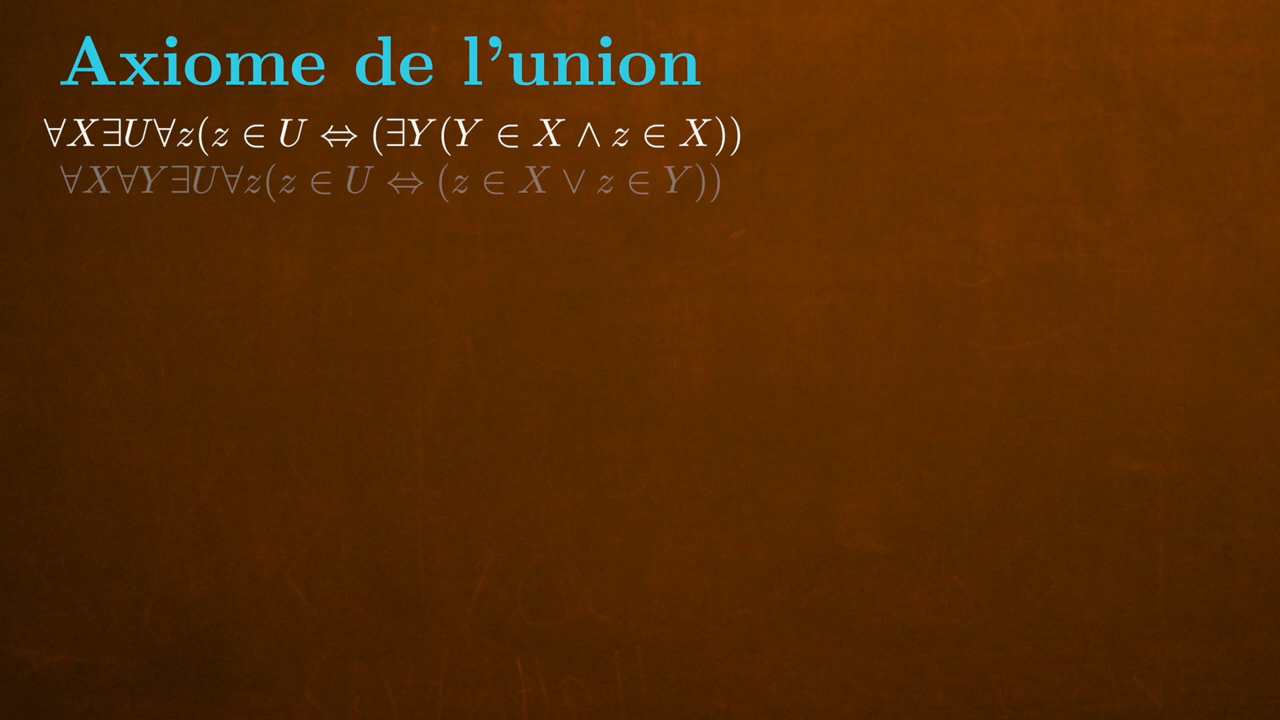 Axiome de l'union
∀X∃U∀z(z ∈ U ⇔ (∃Y(Y ∈ X ∧ z ∈ X))
∀X∀Y∃U∀z(z ∈ U ⇔ (z ∈ X ∨ z ∈ Y))